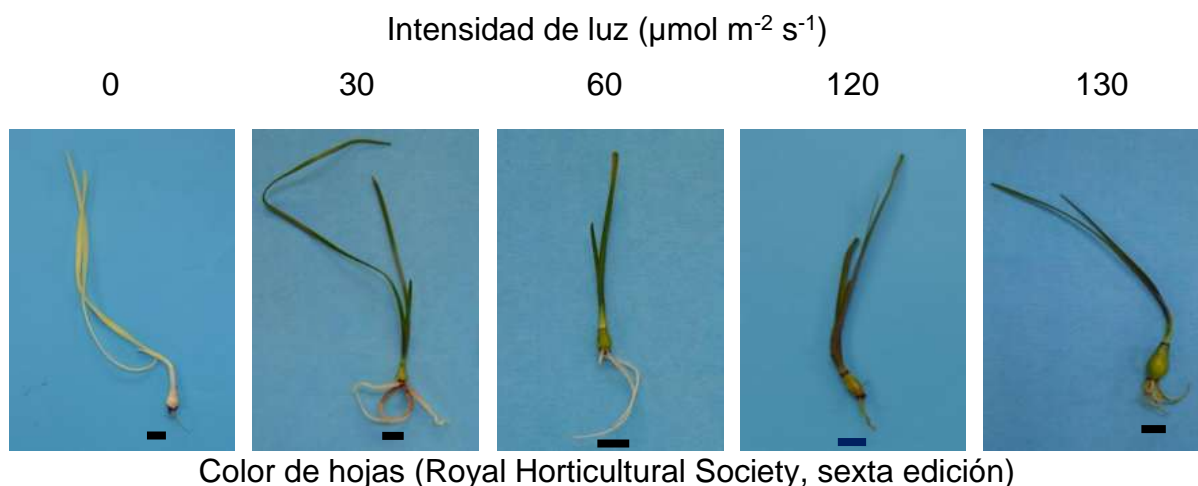 Intensidad de luz (µmol m⁻² s⁻¹)
0 30 60 120 130
Color de hojas (Royal Horticultural Society, sexta edición)